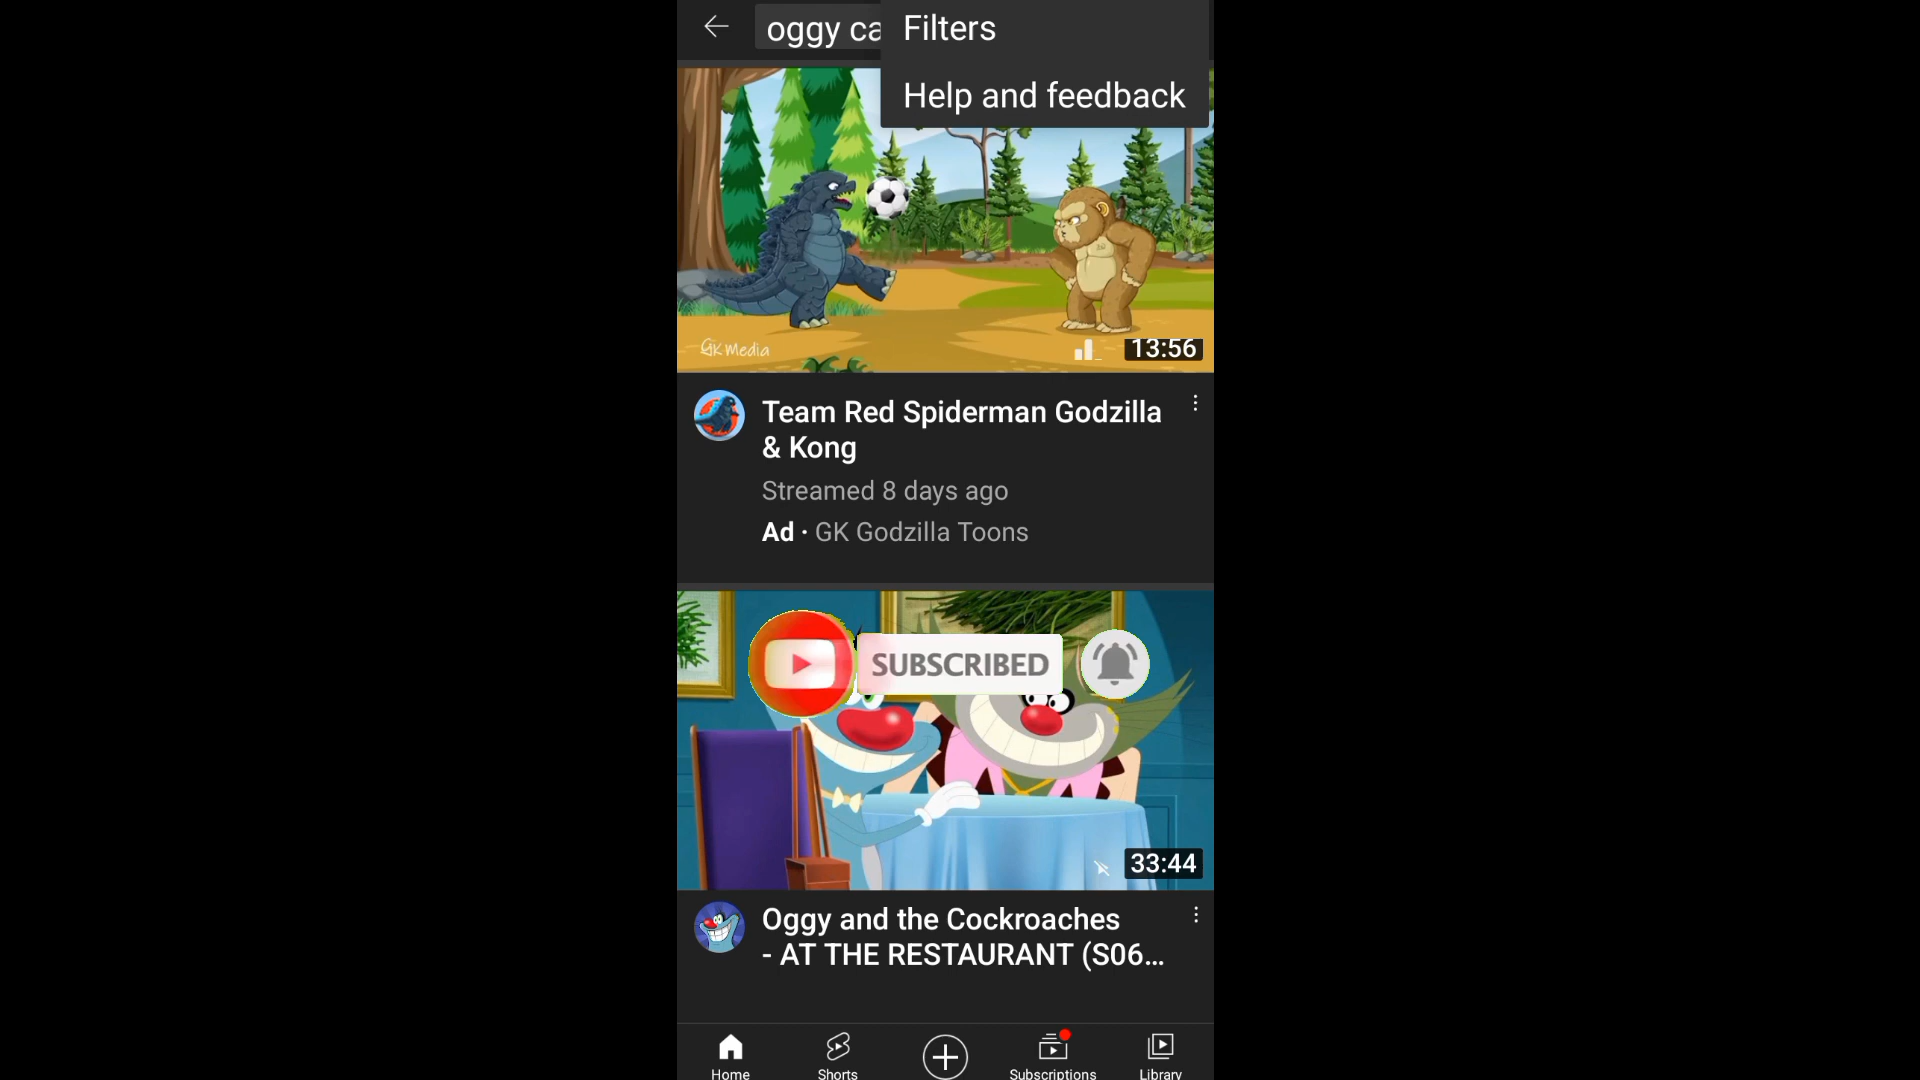 oggy ca
Filters
Help and feedback
GK Media
13:56
Team Red Spiderman Godzilla
& Kong
Streamed 8 days ago
Ad · GK Godzilla Toons
SUBSCRIBED
33:44
Oggy and the Cockroaches
- AT THE RESTAURANT (S06...
Home
Shorts
Subscriptions
Library